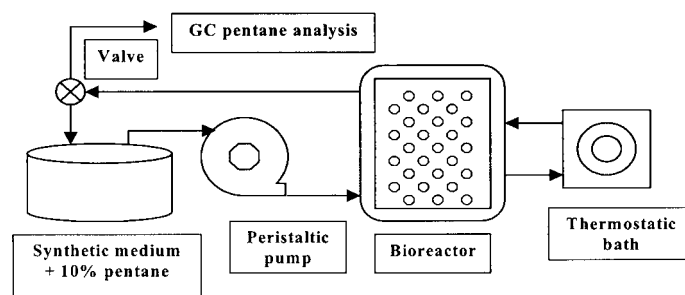 GC pentane analysis
Valve
Synthetic medium
+ 10% pentane
Peristaltic
pump
Bioreactor
Thermostatic
bath